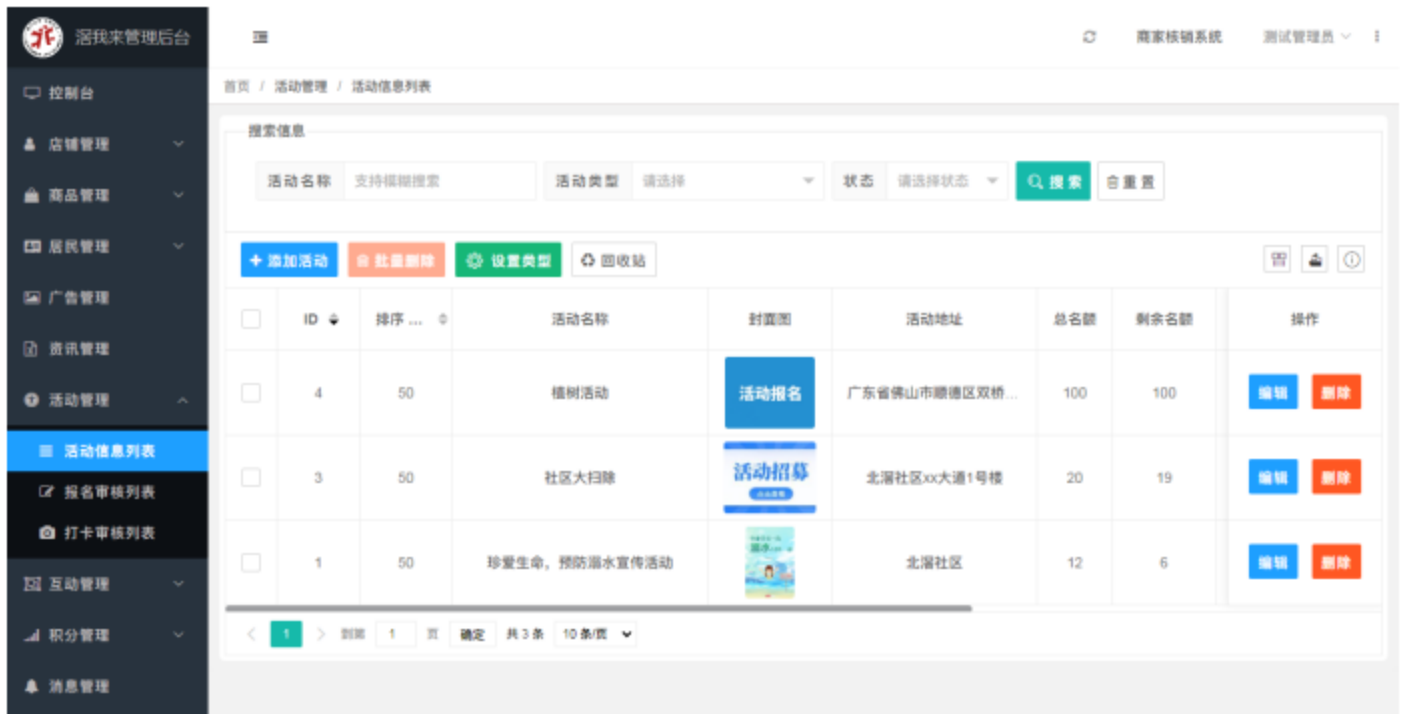 滘我来管理后台
商家核销系统
测试管理员
控制台
店铺管理
商品管理
居民管理
广告管理
资讯管理
活动管理
活动信息列表
报名审核列表
打卡审核列表
互动管理
积分管理
消息管理
首页 / 活动管理 / 活动信息列表
搜索信息
活动名称 支持模糊搜索 活动类型 请选择 状态 请选择状态 搜索 重置
添加活动 批量删除 设置类型 回收站
ID 排序 ... 活动名称 封面图 活动地址 总名额 剩余名额 操作
4 50 植树活动 活动报名 广东省佛山市顺德区双桥... 100 100 编辑 删除
3 50 社区大扫除 活动招募 北滘社区xx大道1号楼 20 19 编辑 删除
1 50 珍爱生命，预防溺水宣传活动 溺水 北滘社区 12 6 编辑 删除
1 到第 1 页 确定 共 3 条 10 条/页